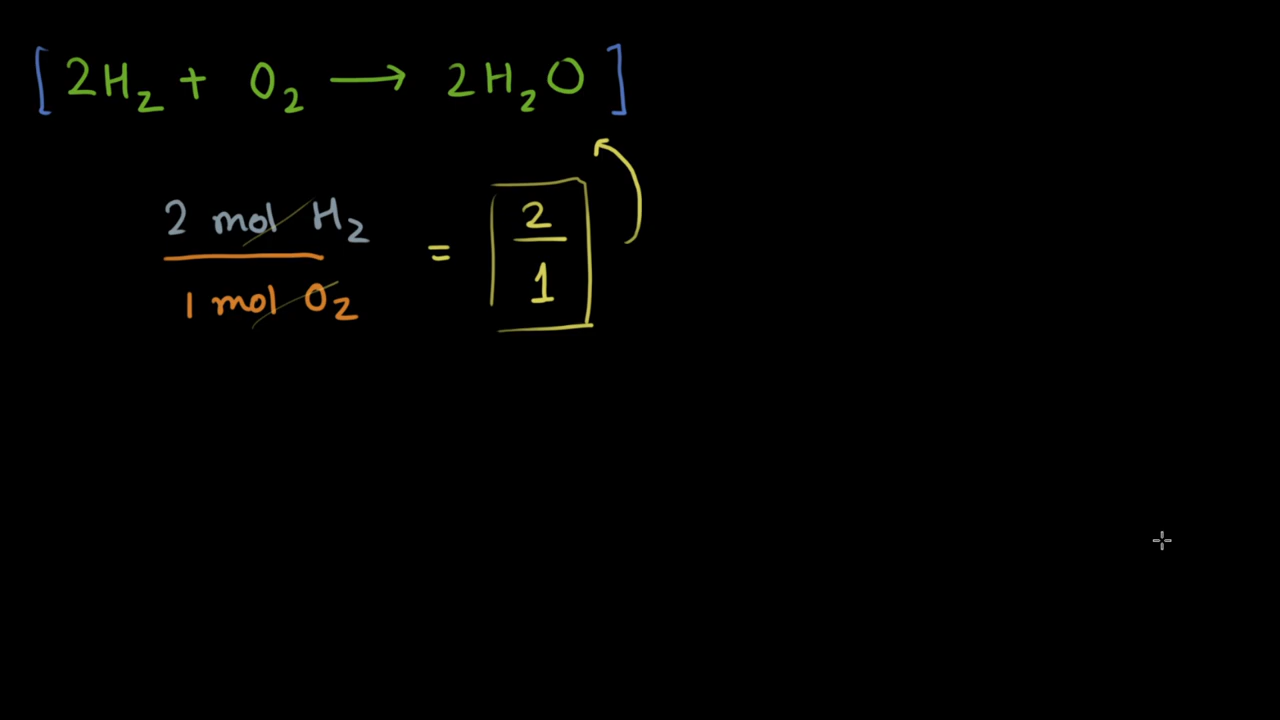 [2H₂ + O₂ ⟶ 2H₂O]
2 mol H₂
1 mol O₂
=
2
1